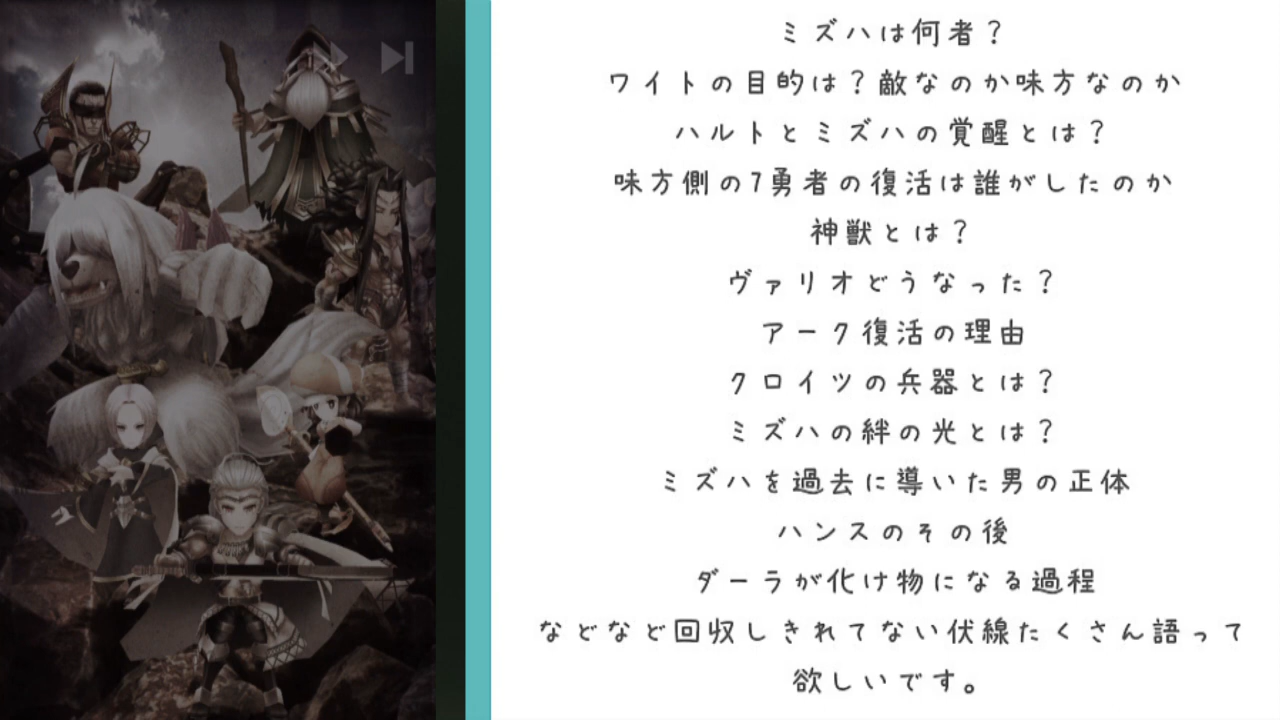 ミズハは何者？
ワイトの目的は？敵なのか味方なのか
ハルトとミズハの覚醒とは？
味方側の7勇者の復活は誰がしたのか
神獣とは？
ヴァリオどうなった？
アーク復活の理由
クロイツの兵器とは？
ミズハの絆の光とは？
ミズハを過去に導いた男の正体
ハンスのその後
ダーラが化け物になる過程
などなど回収しきれてない伏線たくさん語って
欲しいです。